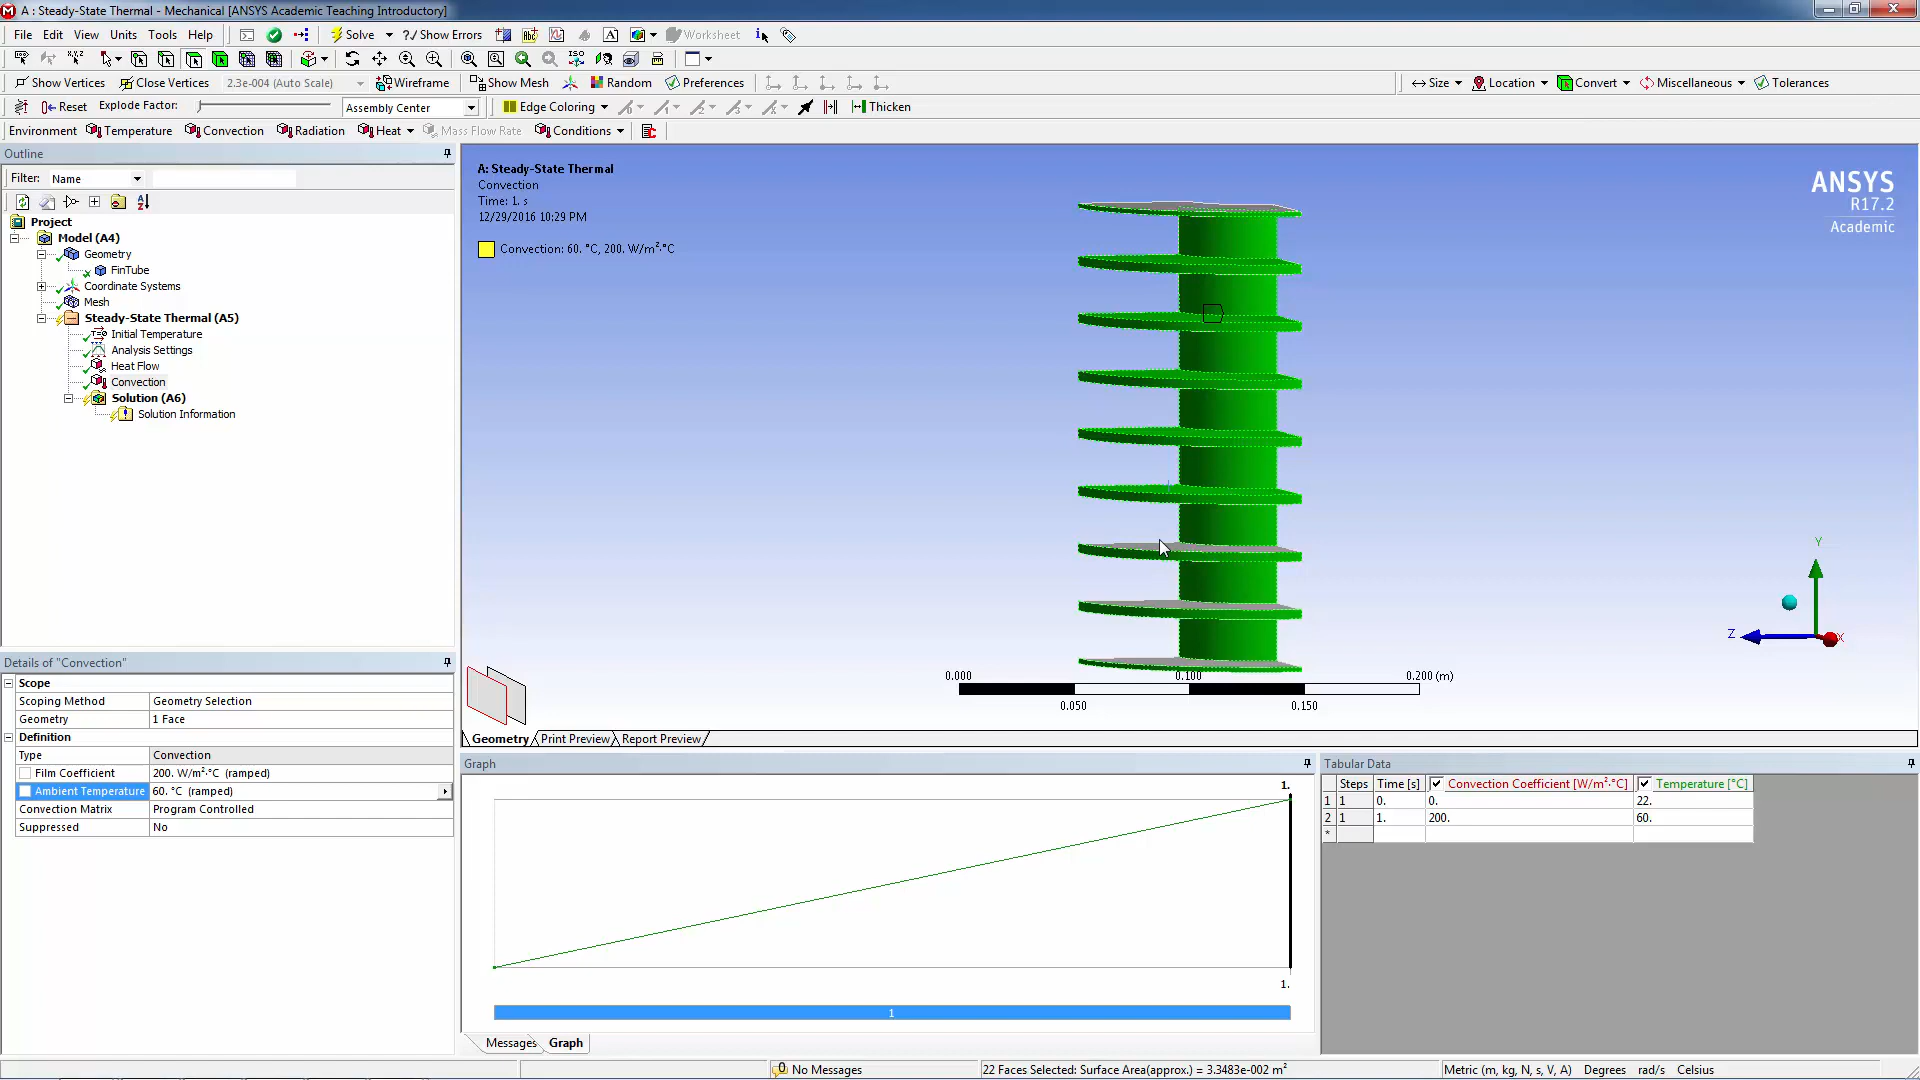 A : Steady-State Thermal - Mechanical [ANSYS Academic Teaching Introductory]
File Edit View Units Tools Help Solve ?/ Show Errors Worksheet
Show Vertices Close Vertices 2.3e-004 (Auto Scale) Wireframe Show Mesh Random Preferences Size Location Convert Miscellaneous Tolerances
Reset Explode Factor: Assembly Center Edge Coloring Thicken
Environment Temperature Convection Radiation Heat Mass Flow Rate Conditions
Outline
Filter: Name
Project
Model (A4)
Geometry
FinTube
Coordinate Systems
Mesh
Steady-State Thermal (A5)
Initial Temperature
Analysis Settings
Heat Flow
Convection
Solution (A6)
Solution Information
A: Steady-State Thermal
Convection
Time: 1. s
12/29/2016 10:29 PM
Convection: 60. °C, 200. W/m²·°C
ANSYS
R17.2
Academic
Y
Z
X
0.000 0.100 0.200 (m)
0.050 0.150
Geometry Print Preview Report Preview
Details of "Convection"
Scope
Scoping Method Geometry Selection
Geometry 1 Face
Definition
Type Convection
Film Coefficient 200. W/m²·°C (ramped)
Ambient Temperature 60. °C (ramped)
Convection Matrix Program Controlled
Suppressed No
Graph
1.
1.
1
Messages Graph
Tabular Data
Steps Time [s] Convection Coefficient [W/m²·°C] Temperature [°C]
1 1 0. 0. 22.
2 1 1. 200. 60.
*
No Messages 22 Faces Selected: Surface Area(approx.) = 3.3483e-002 m² Metric (m, kg, N, s, V, A) Degrees rad/s Celsius